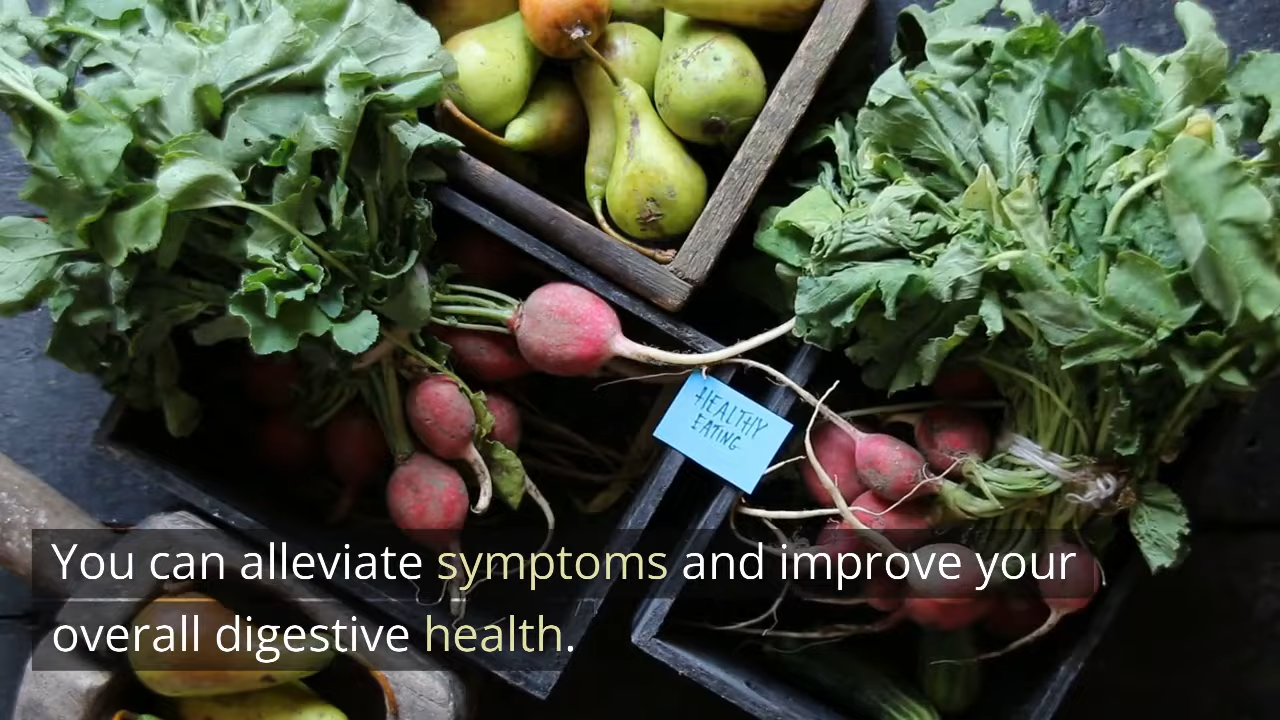 HEALTHY
EATING
You can alleviate symptoms and improve your
overall digestive health.